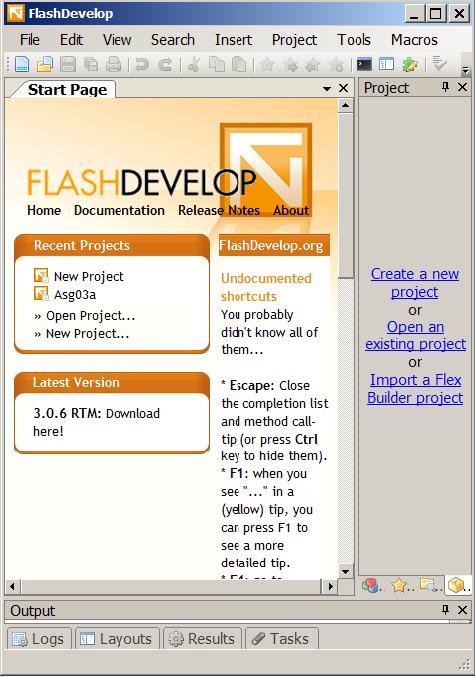 FlashDevelop
File Edit View Search Insert Project Tools Macros
Start Page
Project
FLASHDEVELOP
Home Documentation Release Notes About
Recent Projects
New Project
Asg03a
» Open Project...
» New Project...
Latest Version
3.0.6 RTM: Download
here!
FlashDevelop.org
Undocumented
shortcuts
You probably
didn't know all of
them...
* Escape: Close
the completion list
and method call-
tip (or press Ctrl
key to hide them).
* F1: when you
see "..." in a
(yellow) tip, you
can press F1 to
see a more
detailed tip.
Create a new
project
or
Open an
existing project
or
Import a Flex
Builder project
Output
Logs Layouts Results Tasks